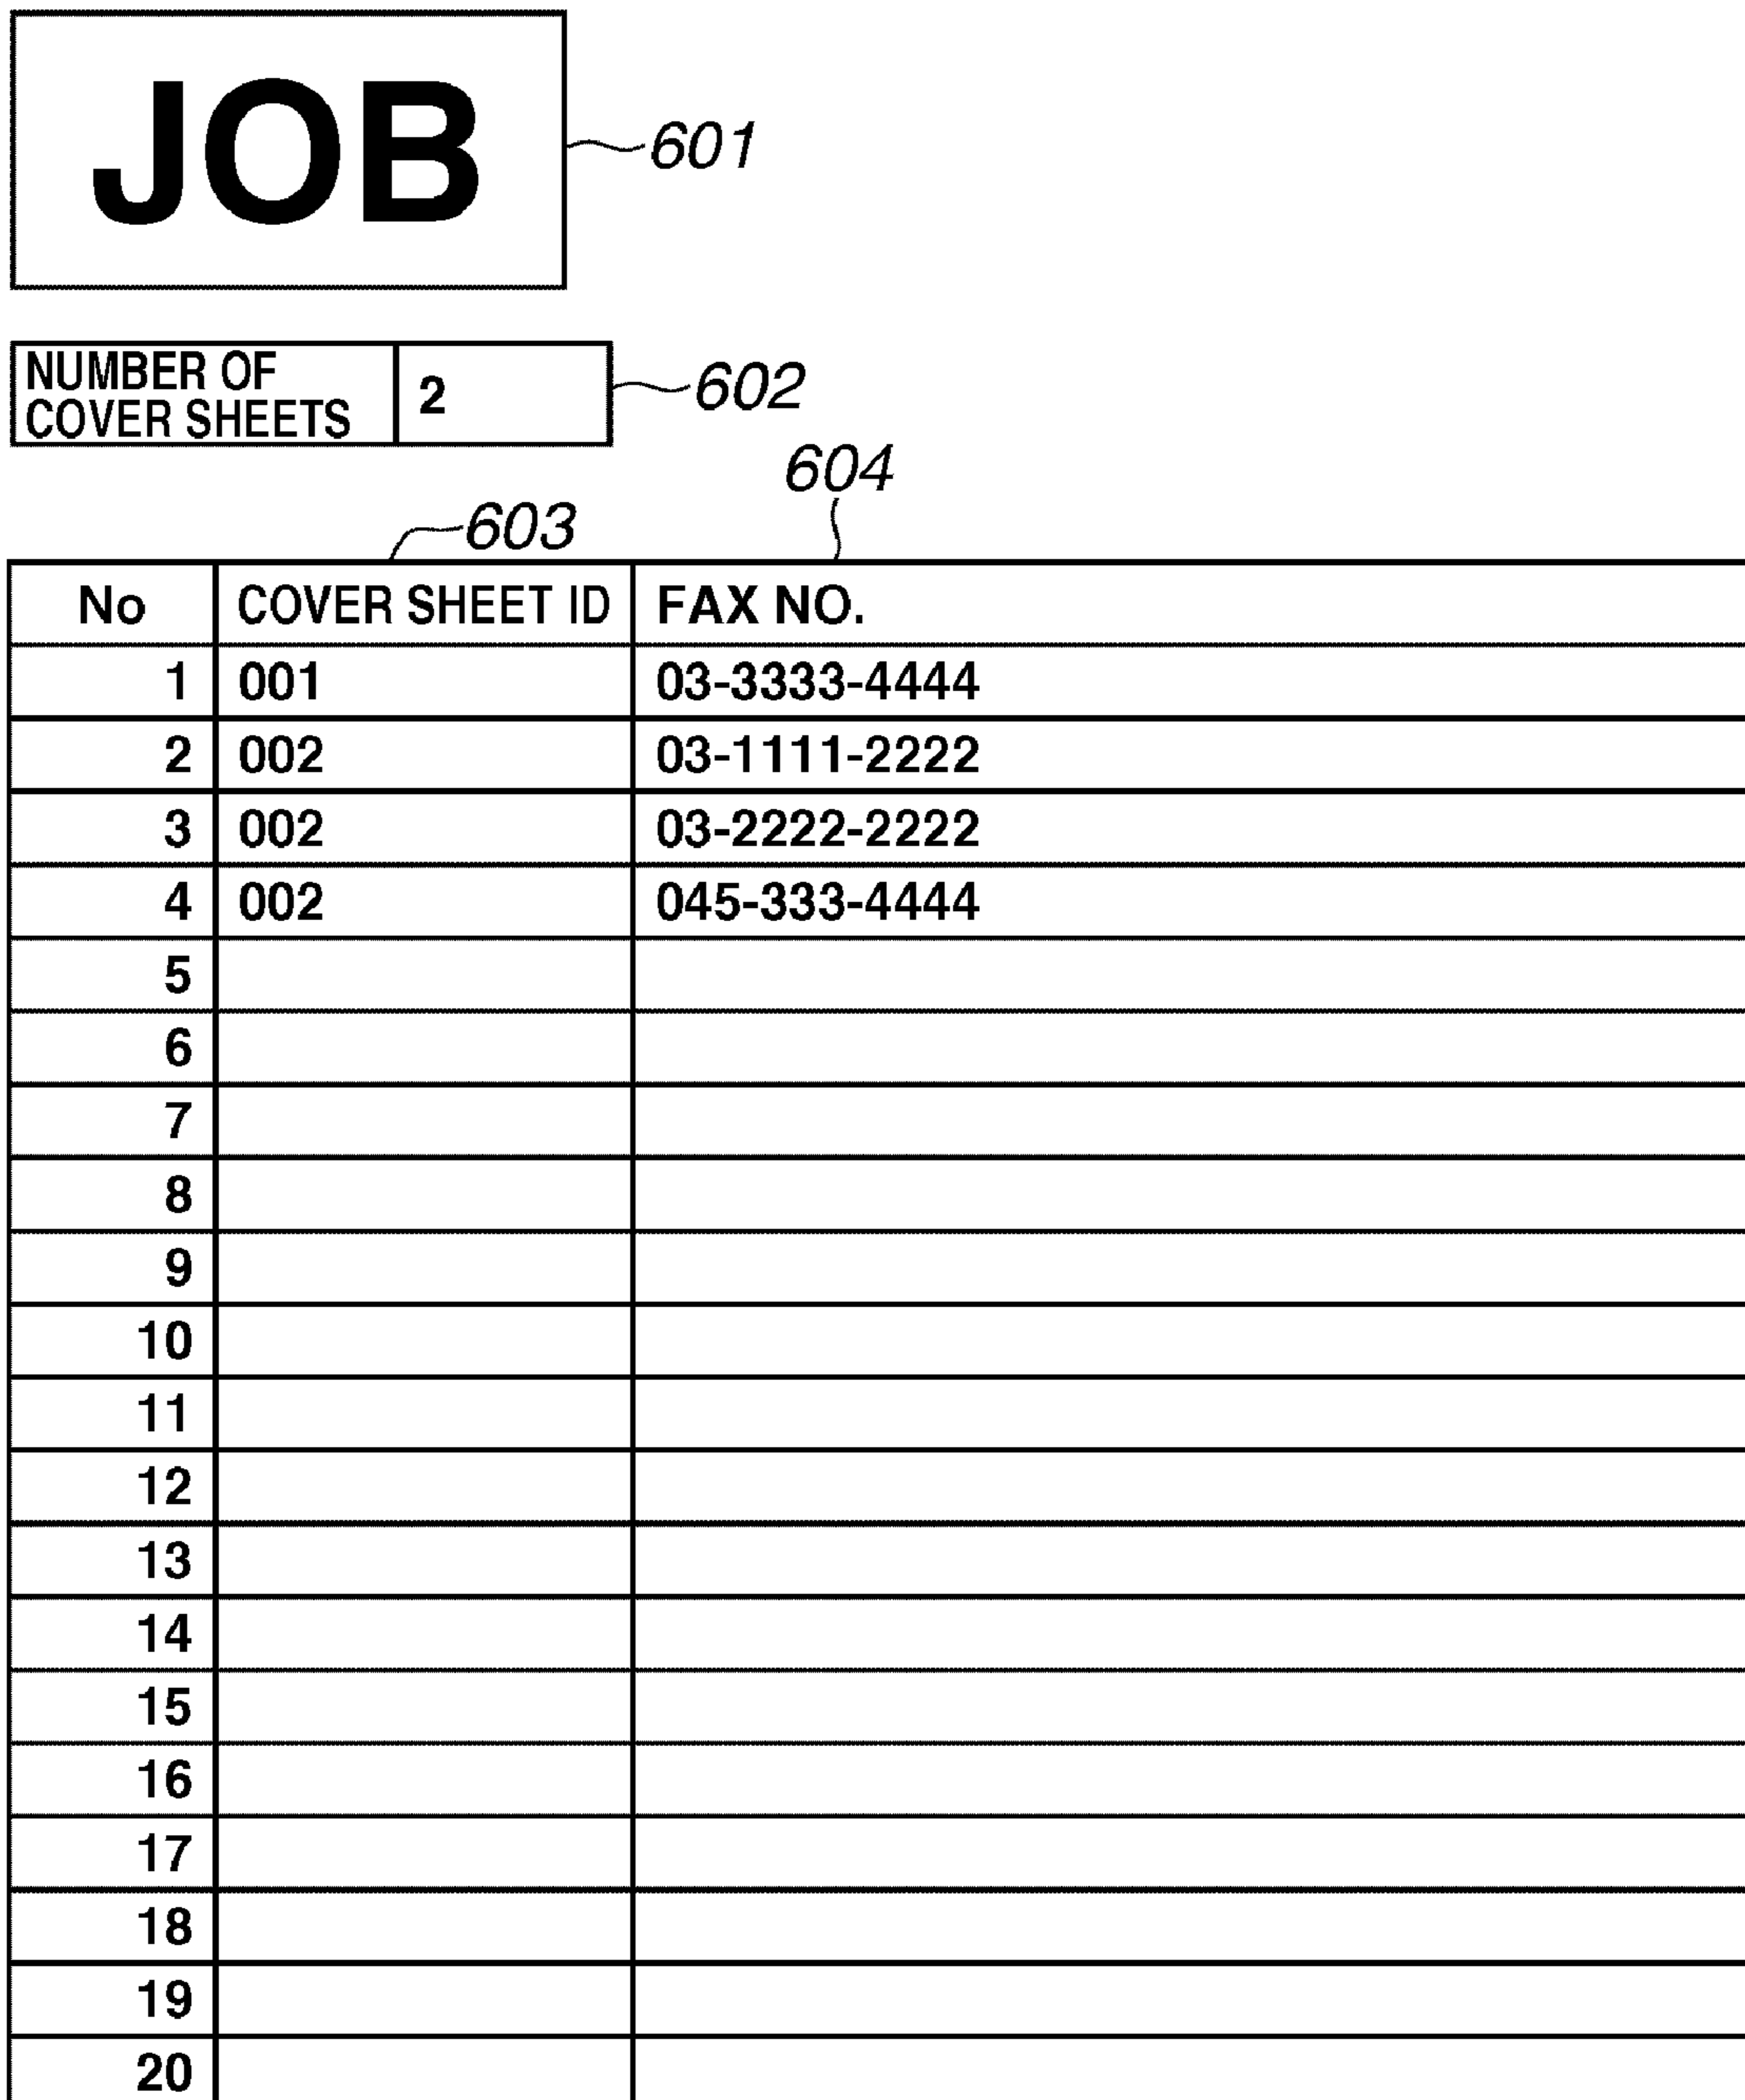 JOB
601
NUMBER OF
COVER SHEETS 2
602
604
603
No COVER SHEET ID FAX NO.
1 001 03-3333-4444
2 002 03-1111-2222
3 002 03-2222-2222
4 002 045-333-4444
5
6
7
8
9
10
11
12
13
14
15
16
17
18
19
20